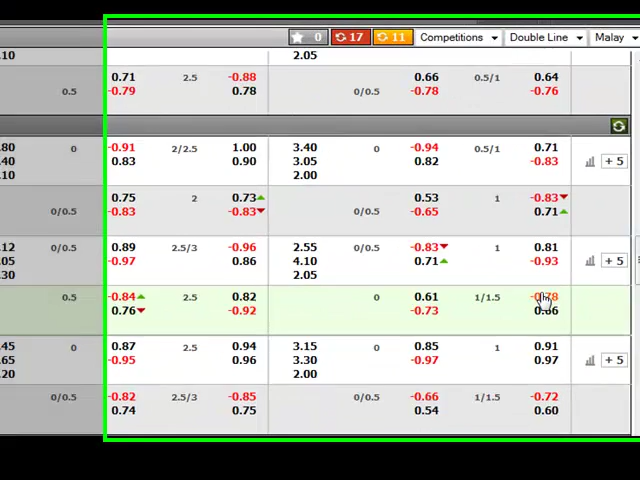 0 17 11 Competitions Double Line Malay
.10 2.05
0.71 2.5 -0.88 0.66 0.5/1 0.64
0.5 -0.79 0.78 0/0.5 -0.78 -0.76
.80 0 -0.91 2/2.5 1.00 3.40 -0.94 0.5/1 0.71
.40 0.83 0.90 3.05 0.82 -0.83 + 5
.10 2.00
0.75 2 0.73 0.53 1 -0.83
0/0.5 -0.83 -0.83 0/0.5 -0.65 0.71
.12 0/0.5 0.89 2.5/3 -0.96 2.55 0/0.5 -0.83 1 0.81
.05 -0.97 0.86 4.10 0.71 -0.93 + 5
.30 2.05
0.5 -0.84 2.5 0.82 0 0.61 1/1.5
0.76 -0.92 -0.73
.45 0 0.87 2.5 0.94 3.15 0 0.85 1 0.91
.65 -0.95 0.96 3.30 -0.97 0.97 + 5
.20 2.00
0/0.5 -0.82 2.5/3 -0.85 0/0.5 -0.66 1/1.5 -0.72
0.74 0.75 0.54 0.60